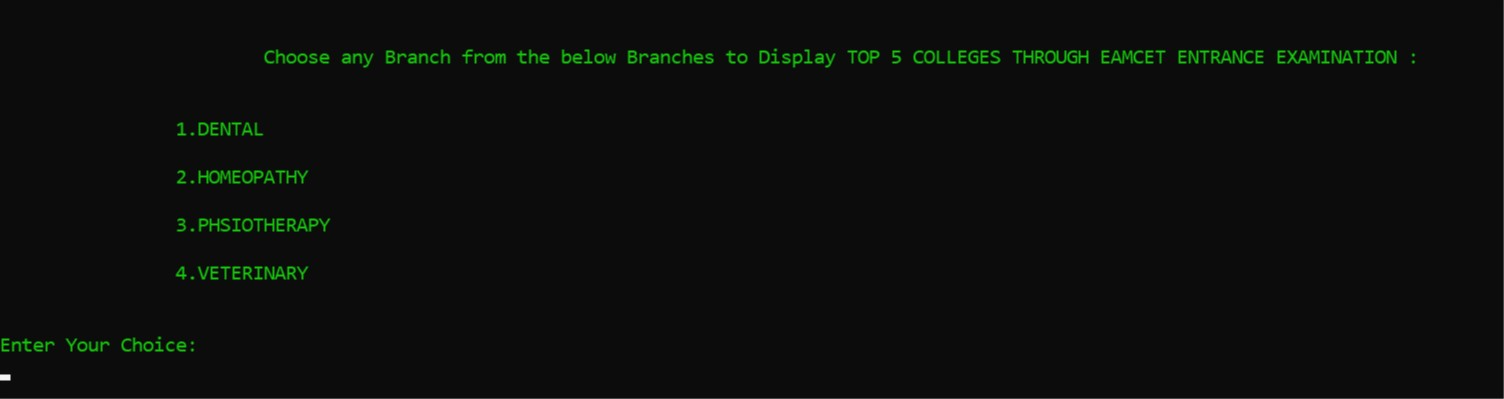 Choose any Branch from the below Branches to Display TOP 5 COLLEGES THROUGH EAMCET ENTRANCE EXAMINATION :
1.DENTAL
2.HOMEOPATHY
3.PHSIOTHERAPY
4.VETERINARY
Enter Your Choice: